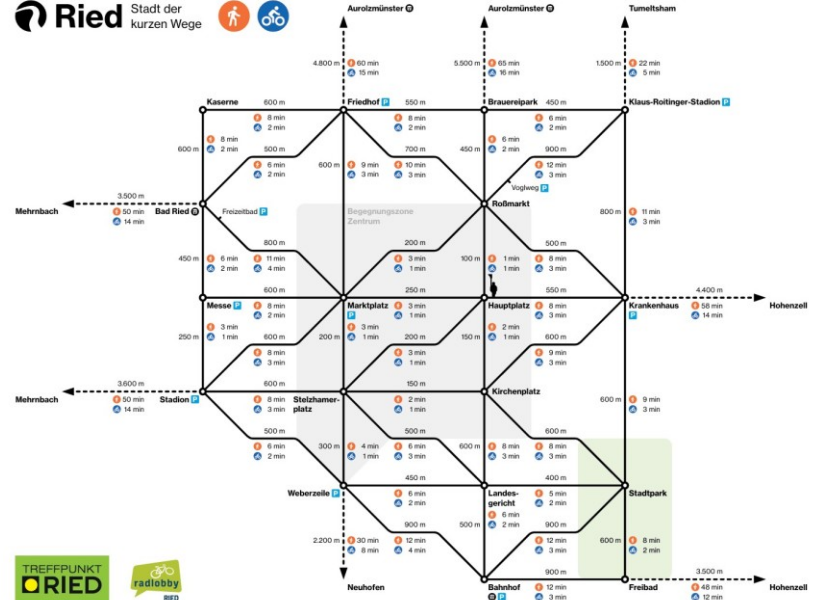 Ried
Stadt der
kurzen Wege
Aurolzmünster
Aurolzmünster
Tumeltsham
4.800 m
60 min
15 min
5.500 m
65 min
16 min
1.500 m
22 min
5 min
Kaserne
600 m
Friedhof P
550 m
Brauereipark
450 m
Klaus-Roitinger-Stadion P
8 min
2 min
8 min
2 min
6 min
2 min
600 m
8 min
2 min
500 m
6 min
2 min
600 m
9 min
3 min
700 m
10 min
3 min
450 m
6 min
2 min
900 m
12 min
3 min
Voglweg P
3.500 m
Mehrnbach
50 min
14 min
Bad Ried
Freizeitbad P
Begegnungszone
Zentrum
Roßmarkt
800 m
11 min
3 min
450 m
6 min
2 min
800 m
11 min
4 min
200 m
3 min
1 min
100 m
1 min
1 min
500 m
8 min
3 min
600 m
250 m
550 m
4.400 m
Messe P
8 min
2 min
Marktplatz
P
3 min
1 min
Hauptplatz
8 min
3 min
Krankenhaus
P
58 min
14 min
Hohenzell
250 m
3 min
1 min
600 m
8 min
3 min
200 m
3 min
1 min
200 m
3 min
1 min
150 m
2 min
1 min
600 m
9 min
3 min
3.600 m
600 m
150 m
Mehrnbach
50 min
14 min
Stadion P
8 min
3 min
Stelzhamer-
platz
2 min
1 min
Kirchenplatz
600 m
9 min
3 min
500 m
6 min
2 min
300 m
4 min
1 min
500 m
6 min
3 min
600 m
8 min
3 min
600 m
8 min
3 min
450 m
400 m
Weberzeile P
6 min
2 min
Landes-
gericht
5 min
2 min
Stadtpark
2.200 m
30 min
8 min
900 m
12 min
4 min
500 m
6 min
2 min
900 m
12 min
3 min
600 m
8 min
2 min
900 m
3.500 m
Neuhofen
Bahnhof
P
12 min
3 min
Freibad
48 min
12 min
Hohenzell
TREFFPUNKT
RIED
radlobby
RIED